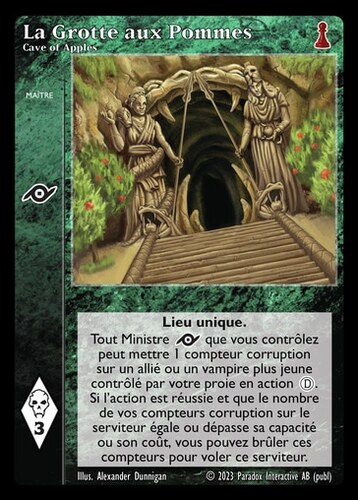 La Grotte aux Pommes
Cave of Apples
MAÎTRE
Lieu unique.
Tout Ministre que vous contrôlez
peut mettre 1 compteur corruption
sur un allié ou un vampire plus jeune
contrôlé par votre proie en action Ⓓ.
Si l'action est réussie et que le nombre
de vos compteurs corruption sur le
serviteur égale ou dépasse sa capacité
ou son coût, vous pouvez brûler ces
compteurs pour voler ce serviteur.
3
Illus. Alexander Dunnigan
© 2023 Paradox Interactive AB (publ)